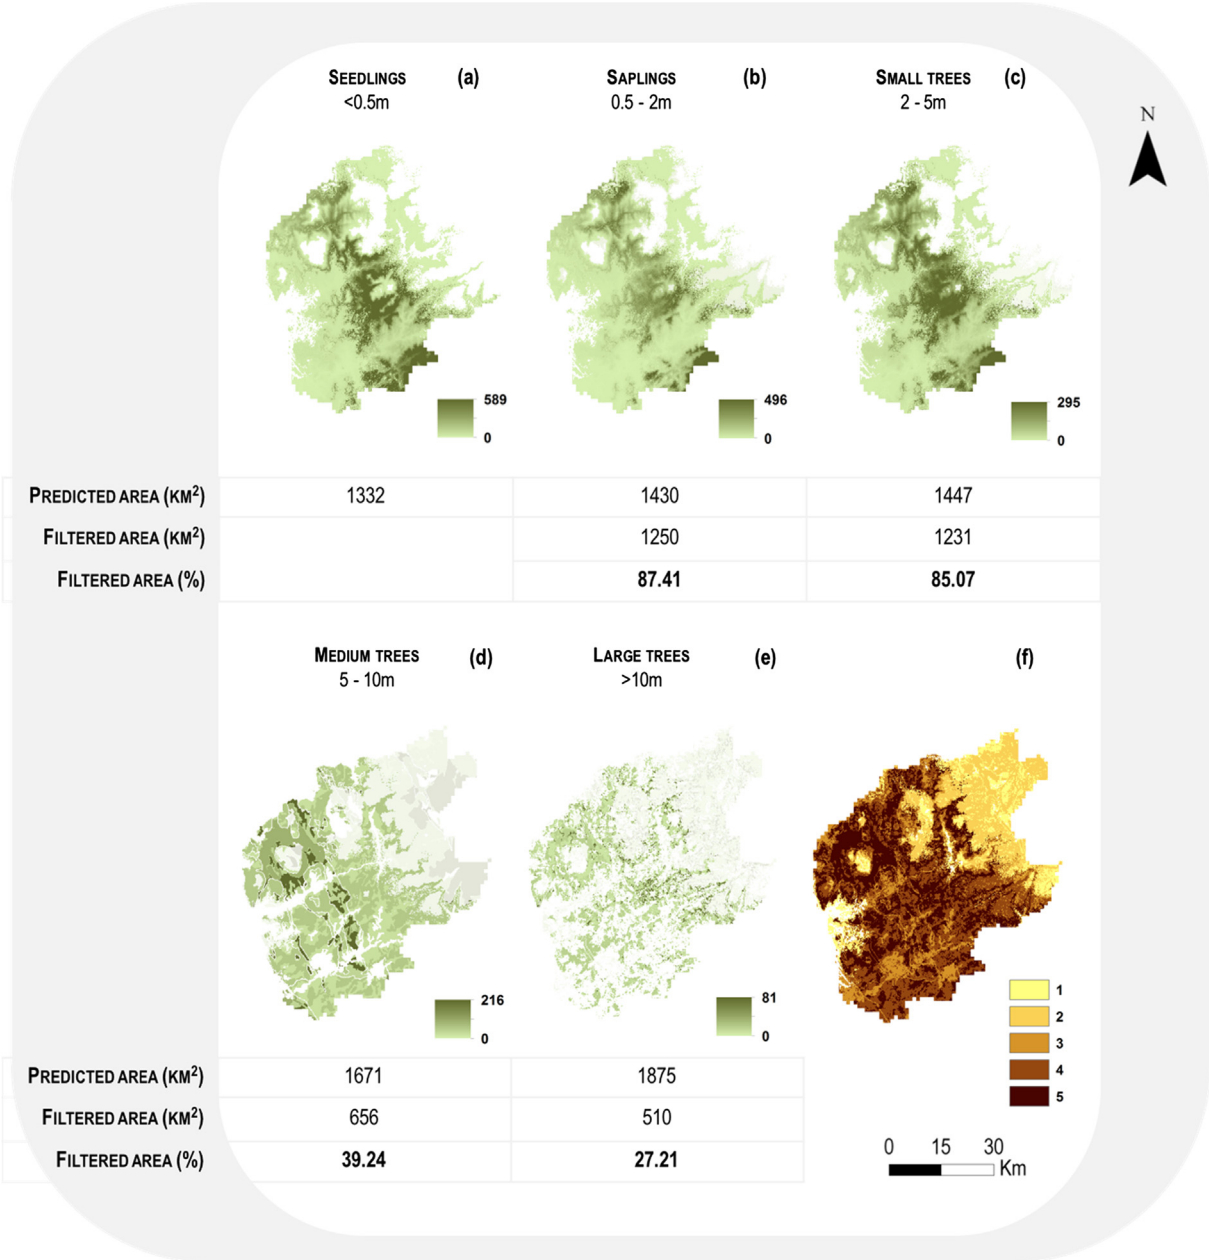 SEEDLINGS (a) SAPLINGS (b) SMALL TREES (c)
<0.5m 0.5 - 2m 2 - 5m
N
589 496 295
0 0 0
PREDICTED AREA (KM²) 1332 1430 1447
FILTERED AREA (KM²) 1250 1231
FILTERED AREA (%) 87.41 85.07
MEDIUM TREES (d) LARGE TREES (e) (f)
5 - 10m >10m
216 81
0 0
1
2
3
4
5
PREDICTED AREA (KM²) 1671 1875
FILTERED AREA (KM²) 656 510
FILTERED AREA (%) 39.24 27.21
0 15 30
Km